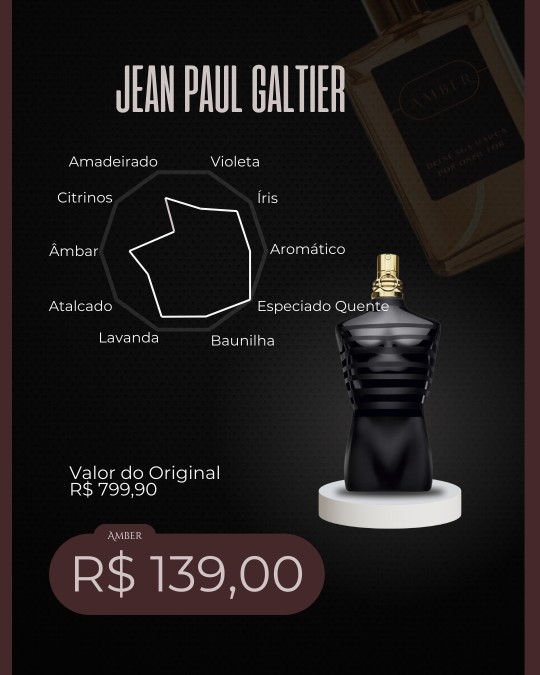 JEAN PAUL GALTIER
Amadeirado
Violeta
Citrinos
Íris
Âmbar
Aromático
Atalcado
Especiado Quente
Lavanda
Baunilha
Valor do Original
R$ 799,90
AMBER
R$ 139,00
AMBER